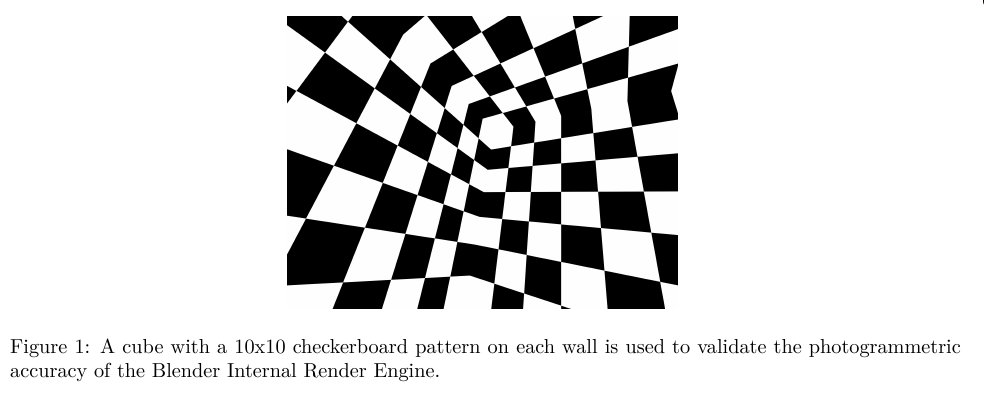 Figure 1: A cube with a 10x10 checkerboard pattern on each wall is used to validate the photogrammetric
accuracy of the Blender Internal Render Engine.